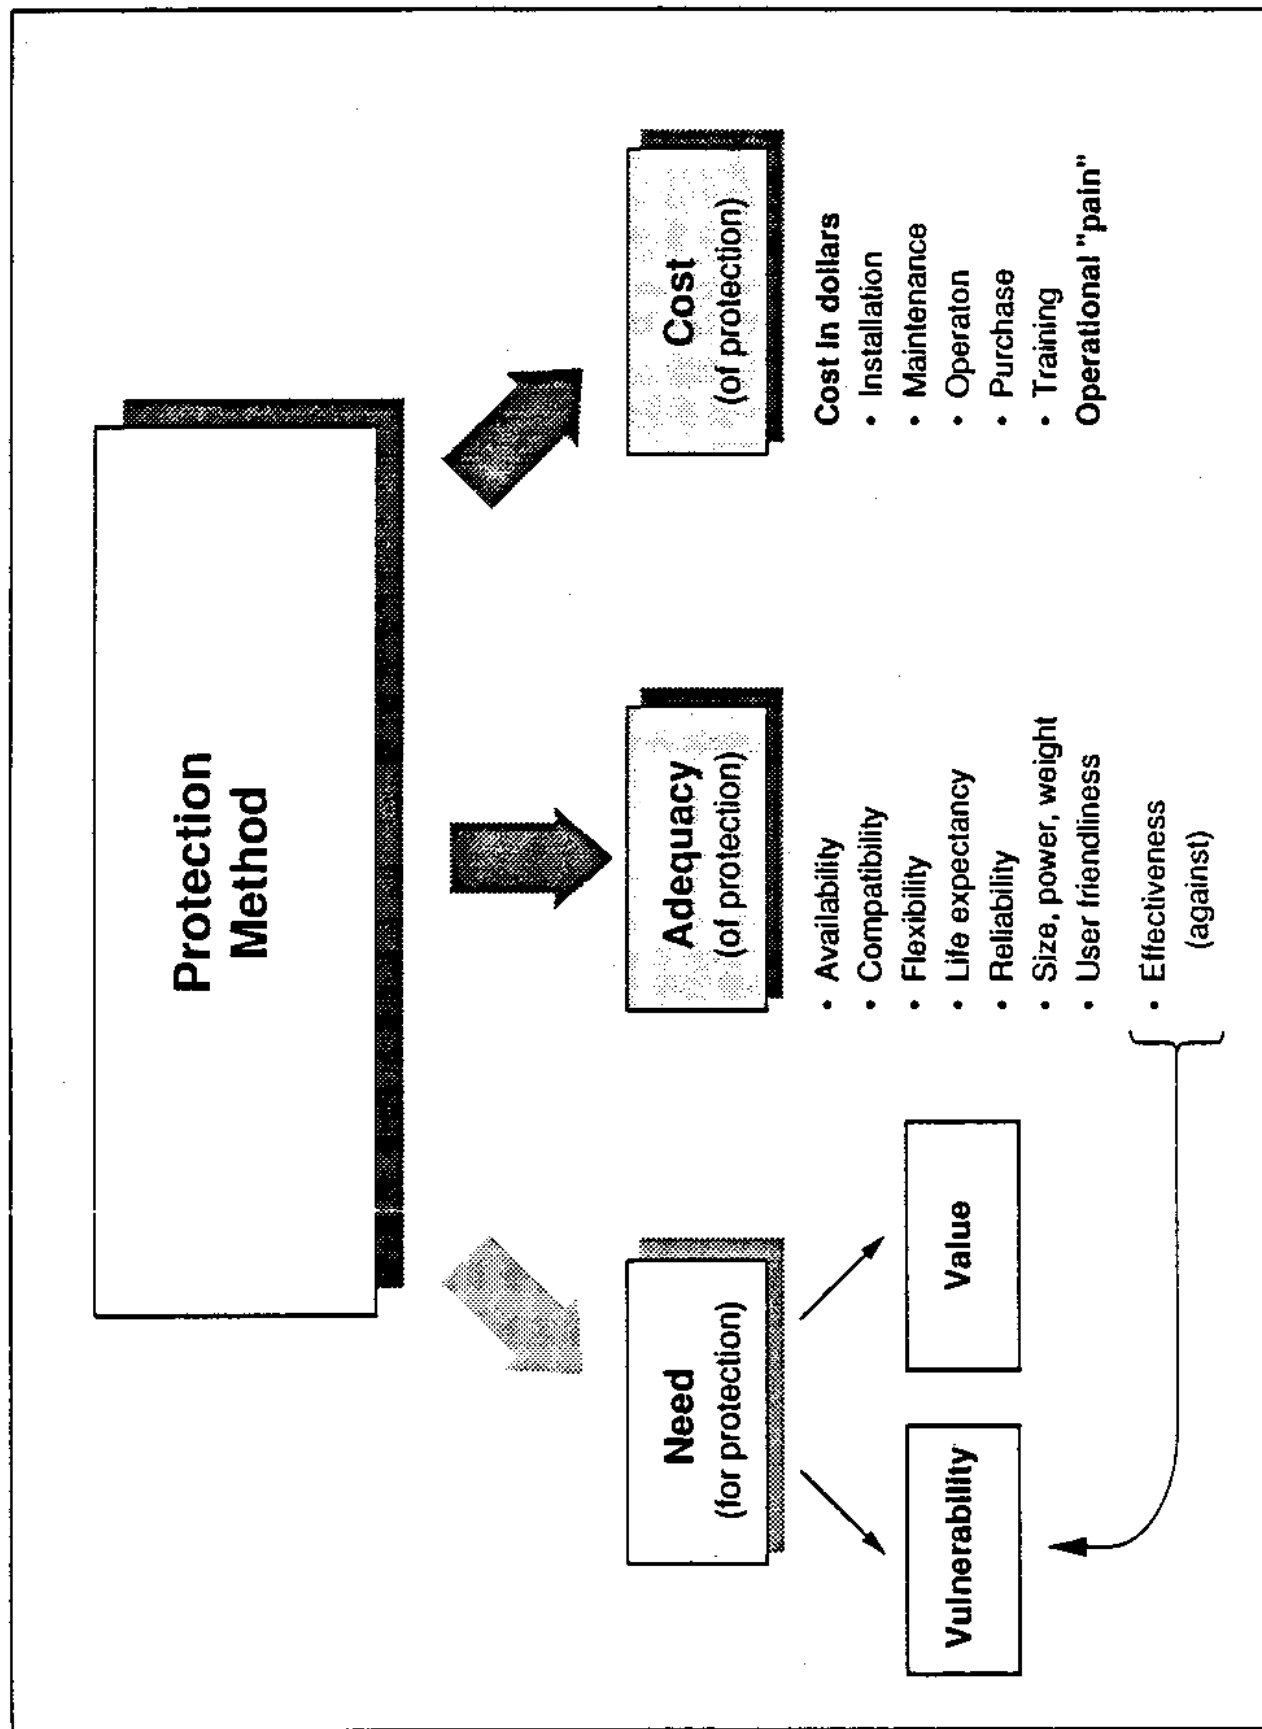 Protection
Method
Need
(for protection)
Vulnerability
Value
Adequacy
(of protection)
• Availability
• Compatibility
• Flexibility
• Life expectancy
• Reliability
• Size, power, weight
• User friendliness
• Effectiveness
(against)
Cost
(of protection)
Cost in dollars
• Installation
• Maintenance
• Operaton
• Purchase
• Training
Operational "pain"